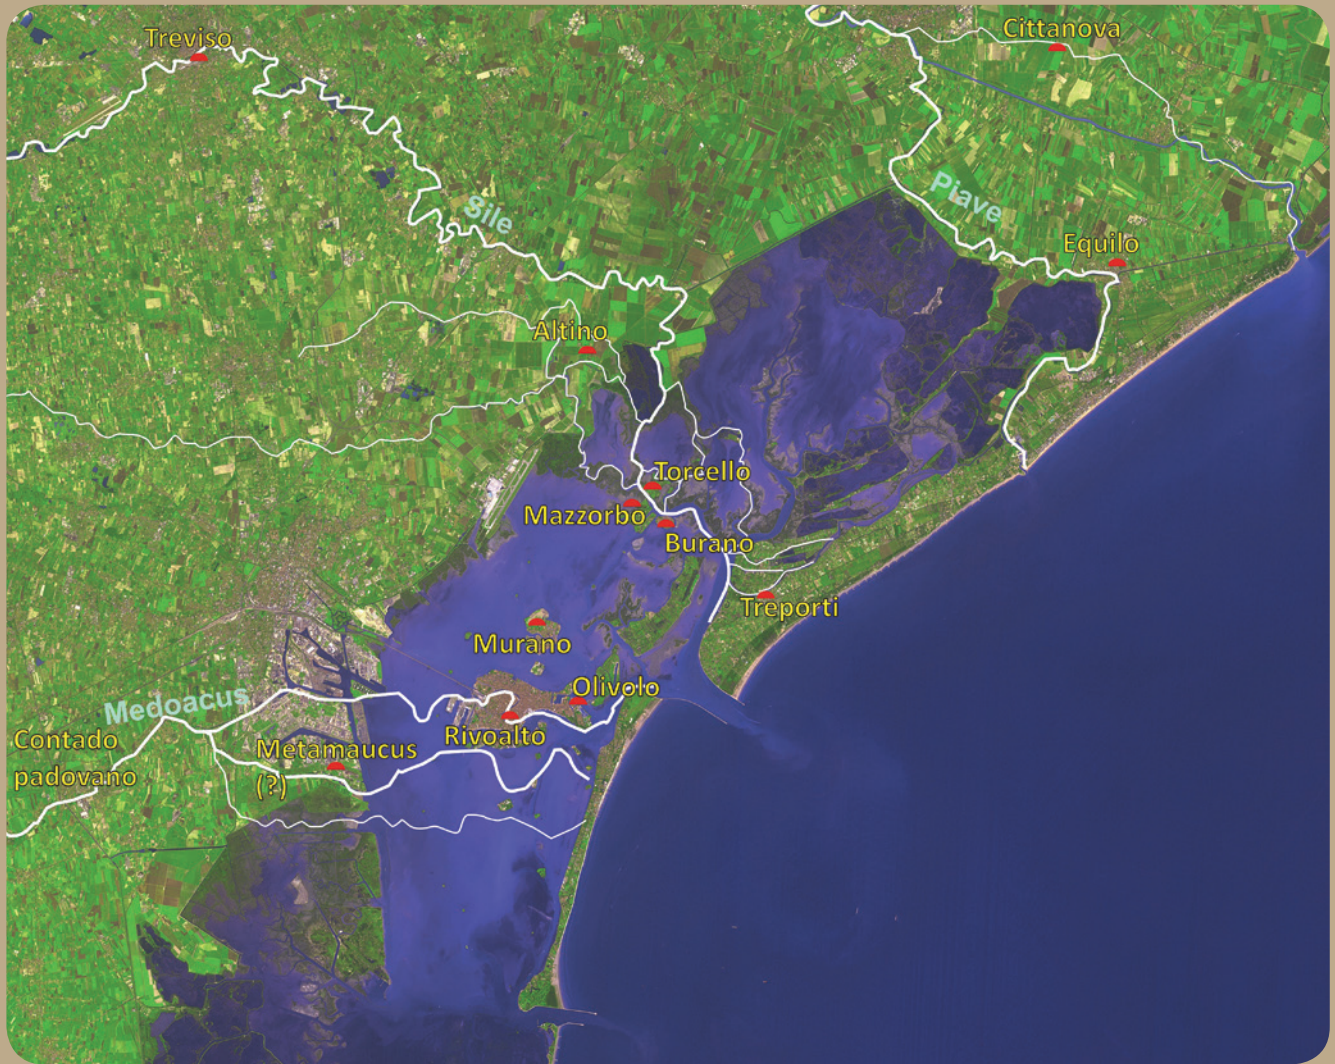 Treviso
Cittanova
Sile
Piave
Equilo
Altino
Torcello
Mazzorbo
Burano
Treporti
Murano
Olivolo
Medoacus
Rivoalto
Contado
padovano
Metamaucus
(?)